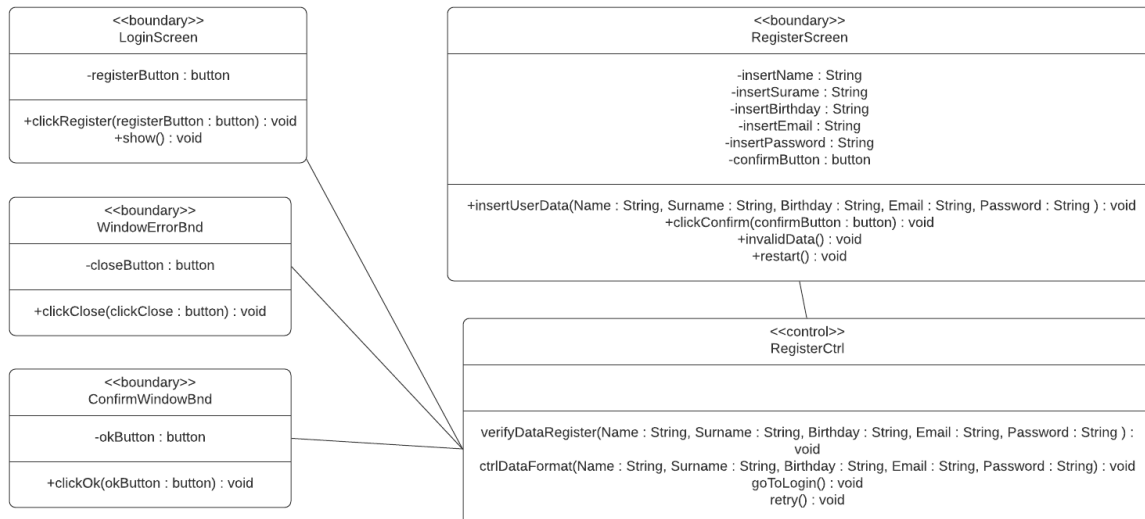 <<boundary>>
LoginScreen
-registerButton : button
+clickRegister(registerButton : button) : void
+show() : void
<<boundary>>
RegisterScreen
-insertName : String
-insertSurame : String
-insertBirthday : String
-insertEmail : String
-insertPassword : String
-confirmButton : button
+insertUserData(Name : String, Surname : String, Birthday : String, Email : String, Password : String ) : void
+clickConfirm(confirmButton : button) : void
+invalidData() : void
+restart() : void
<<boundary>>
WindowErrorBnd
-closeButton : button
+clickClose(clickClose : button) : void
<<boundary>>
ConfirmWindowBnd
-okButton : button
+clickOk(okButton : button) : void
<<control>>
RegisterCtrl
verifyDataRegister(Name : String, Surname : String, Birthday : String, Email : String, Password : String ) :
void
ctrlDataFormat(Name : String, Surname : String, Birthday : String, Email : String, Password : String) : void
goToLogin() : void
retry() : void